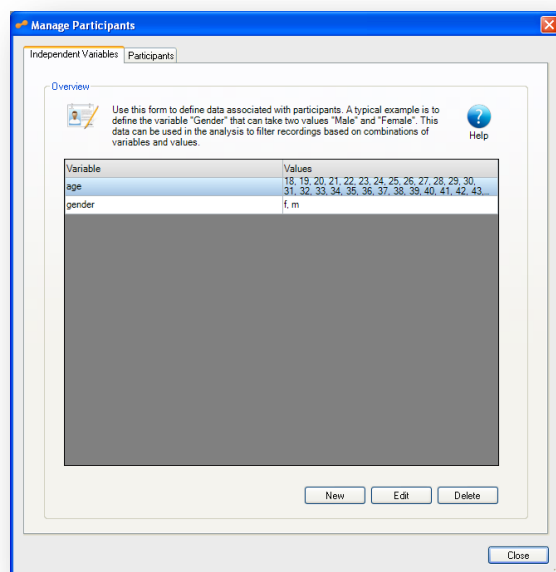 Manage Participants
Independent Variables Participants
Overview
Use this form to define data associated with participants. A typical example is to
define the variable "Gender" that can take two values "Male" and "Female". This
data can be used in the analysis to filter recordings based on combinations of
variables and values.
Help
Variable Values
age 18, 19, 20, 21, 22, 23, 24, 25, 26, 27, 28, 29, 30,
31, 32, 33, 34, 35, 36, 37, 38, 39, 40, 41, 42, 43,...
gender f, m
New Edit Delete
Close